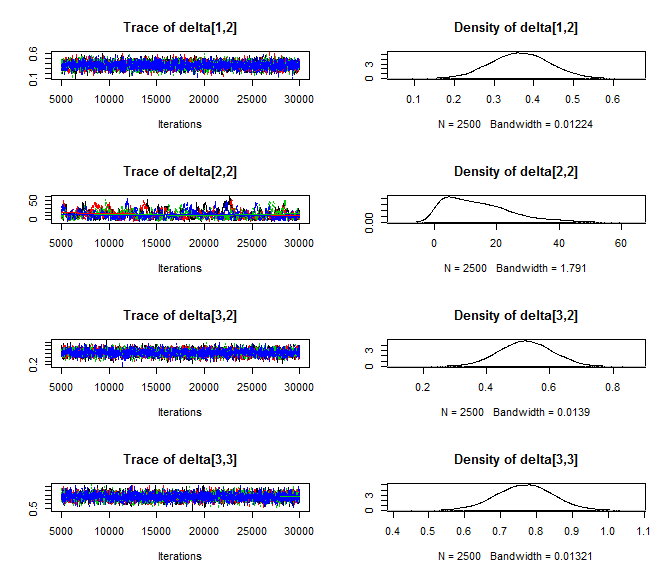 Trace of delta[1,2]
0.1 0.6
5000 10000 15000 20000 25000 30000
Iterations
Density of delta[1,2]
0 3
0.1 0.2 0.3 0.4 0.5 0.6
N = 2500 Bandwidth = 0.01224
Trace of delta[2,2]
0 50
5000 10000 15000 20000 25000 30000
Iterations
Density of delta[2,2]
0.00
0 20 40 60
N = 2500 Bandwidth = 1.791
Trace of delta[3,2]
0.2
5000 10000 15000 20000 25000 30000
Iterations
Density of delta[3,2]
0 3
0.2 0.4 0.6 0.8
N = 2500 Bandwidth = 0.0139
Trace of delta[3,3]
0.5
5000 10000 15000 20000 25000 30000
Iterations
Density of delta[3,3]
0 3
0.4 0.5 0.6 0.7 0.8 0.9 1.0 1.1
N = 2500 Bandwidth = 0.01321